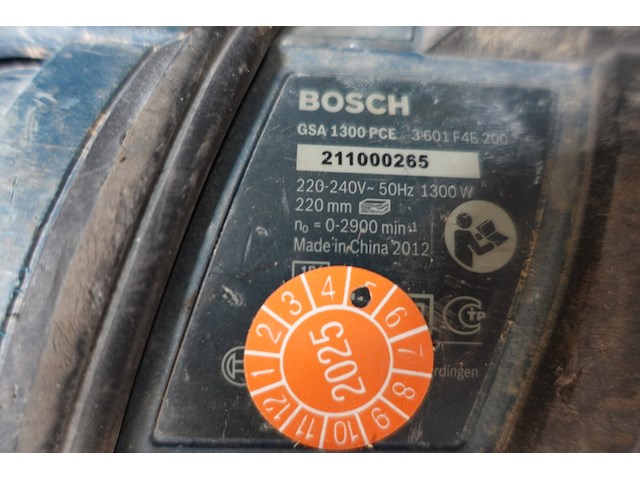 BOSCH
GSA 1300 PCE 3 601 F4E 200
211000265
220-240V~ 50Hz 1300 W
220 mm
n₀ = 0-2900 min⁻¹
Made in China 2012
1 2 3 4 5 6 7 8 9 10 11 12
2025
rdingen